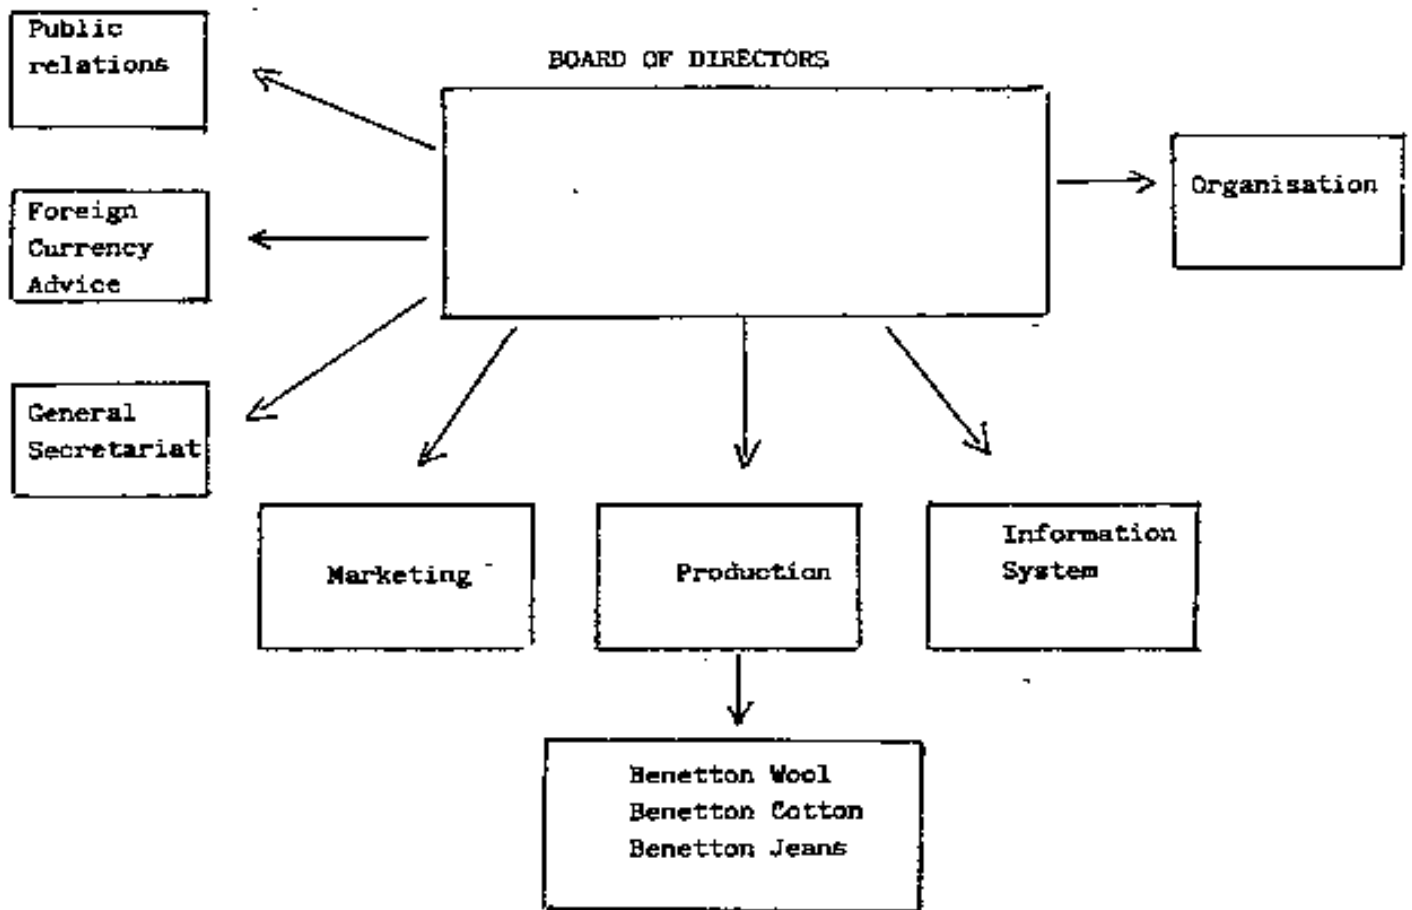 Public
relations
BOARD OF DIRECTORS
Organisation
Foreign
Currency
Advice
General
Secretariat
Marketing
Production
Information
System
Benetton Wool
Benetton Cotton
Benetton Jeans